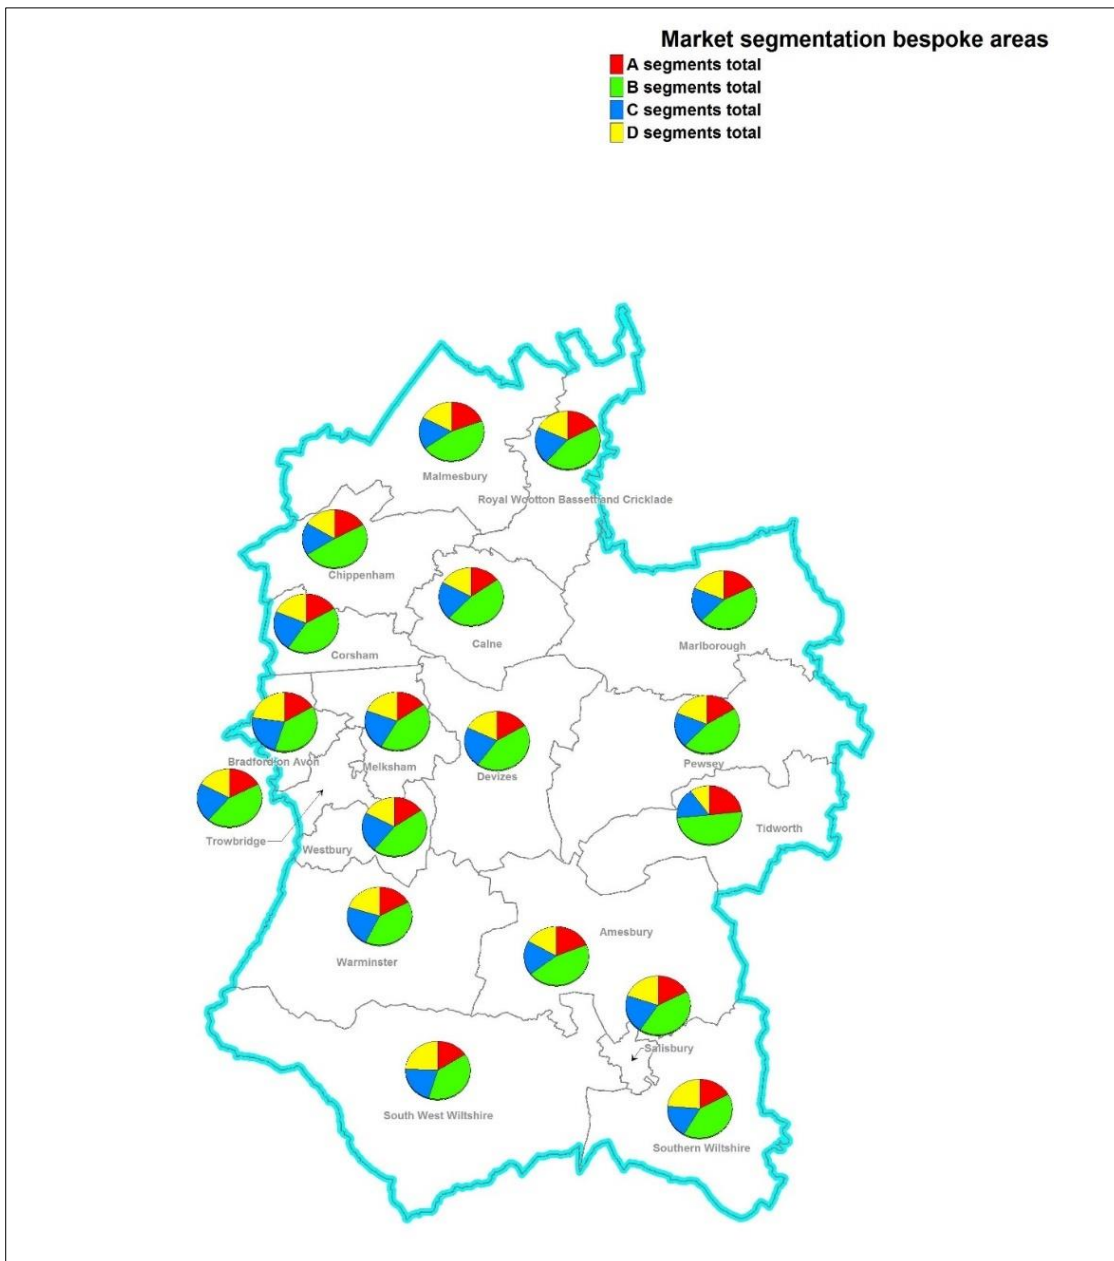 Market segmentation bespoke areas
A segments total
B segments total
C segments total
D segments total
Malmesbury
Royal Wootton Bassett and Cricklade
Chippenham
Calne
Marlborough
Corsham
Bradford on Avon
Melksham
Devizes
Pewsey
Tidworth
Trowbridge
Westbury
Amesbury
Warminster
Salisbury
South West Wiltshire
Southern Wiltshire